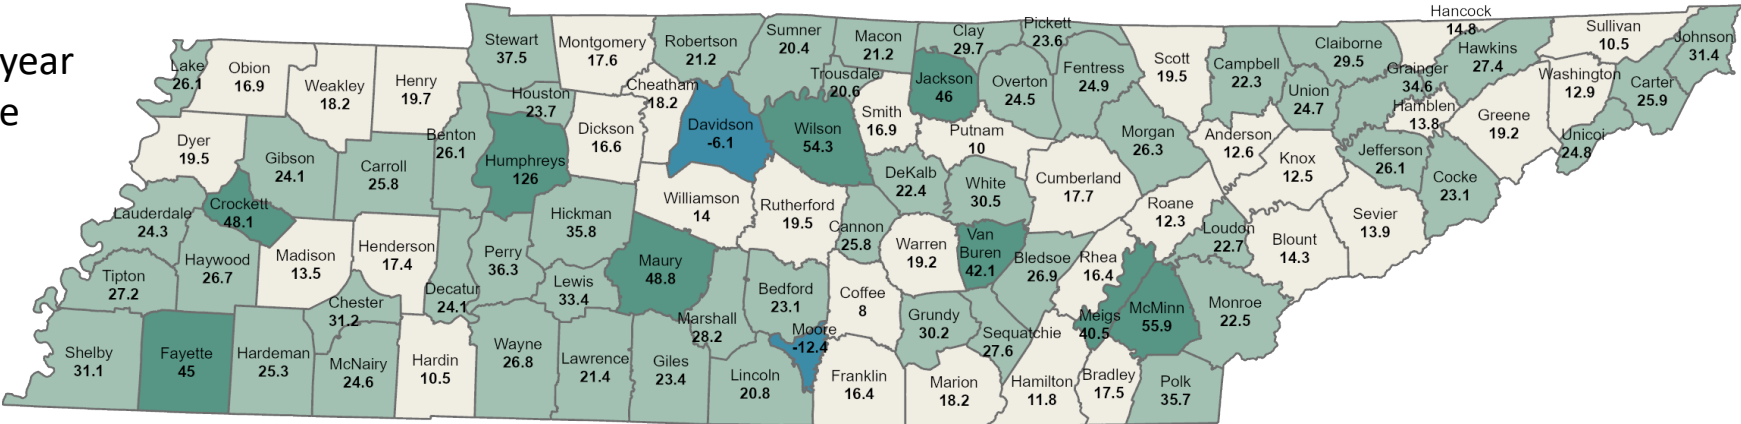 year
e
Lake
26.1
Obion
16.9
Weakley
18.2
Henry
19.7
Stewart
37.5
Montgomery
17.6
Robertson
21.2
Sumner
20.4
Macon
21.2
Clay
29.7
Pickett
23.6
Scott
19.5
Campbell
22.3
Claiborne
29.5
Hancock
14.8
Hawkins
27.4
Sullivan
10.5
Johnson
31.4
Houston
23.7
Cheatham
18.2
Trousdale
20.6
Jackson
46
Overton
24.5
Fentress
24.9
Union
24.7
Grainger
34.6
Hamblen
13.8
Washington
12.9
Carter
25.9
Dyer
19.5
Gibson
24.1
Carroll
25.8
Benton
26.1
Humphreys
126
Dickson
16.6
Davidson
-6.1
Wilson
54.3
Smith
16.9
Putnam
10
Morgan
26.3
Anderson
12.6
Knox
12.5
Jefferson
26.1
Greene
19.2
Unicoi
24.8
Lauderdale
24.3
Crockett
48.1
Williamson
14
Rutherford
19.5
DeKalb
22.4
White
30.5
Cumberland
17.7
Roane
12.3
Cocke
23.1
Sevier
13.9
Tipton
27.2
Haywood
26.7
Madison
13.5
Henderson
17.4
Hickman
35.8
Cannon
25.8
Warren
19.2
Van
Buren
42.1
Bledsoe
26.9
Rhea
16.4
Loudon
22.7
Blount
14.3
Chester
31.2
Decatur
24.1
Perry
36.3
Lewis
33.4
Maury
48.8
Bedford
23.1
Coffee
8
Grundy
30.2
Sequatchie
27.6
Meigs
40.5
McMinn
55.9
Monroe
22.5
Shelby
31.1
Fayette
45
Hardeman
25.3
McNairy
24.6
Hardin
10.5
Wayne
26.8
Lawrence
21.4
Giles
23.4
Marshall
28.2
Lincoln
20.8
Moore
-12.4
Franklin
16.4
Marion
18.2
Hamilton
11.8
Bradley
17.5
Polk
35.7